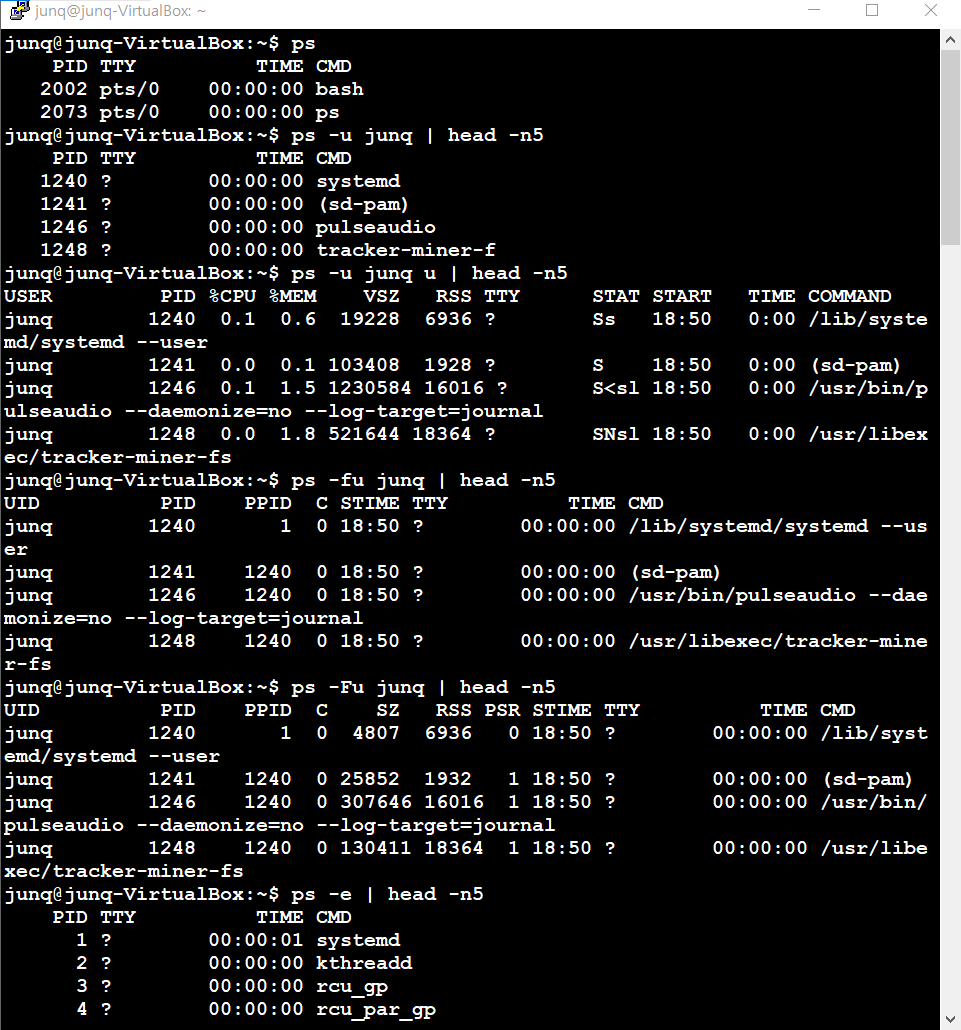 junq@junq-VirtualBox: ~
junq@junq-VirtualBox:~$ ps
    PID TTY          TIME CMD
   2002 pts/0    00:00:00 bash
   2073 pts/0    00:00:00 ps
junq@junq-VirtualBox:~$ ps -u junq | head -n5
    PID TTY          TIME CMD
   1240 ?        00:00:00 systemd
   1241 ?        00:00:00 (sd-pam)
   1246 ?        00:00:00 pulseaudio
   1248 ?        00:00:00 tracker-miner-f
junq@junq-VirtualBox:~$ ps -u junq u | head -n5
USER         PID %CPU %MEM    VSZ   RSS TTY      STAT START   TIME COMMAND
junq        1240  0.1  0.6  19228  6936 ?        Ss   18:50   0:00 /lib/syste
md/systemd --user
junq        1241  0.0  0.1 103408  1928 ?        S    18:50   0:00 (sd-pam)
junq        1246  0.1  1.5 1230584 16016 ?       S<sl 18:50   0:00 /usr/bin/p
ulseaudio --daemonize=no --log-target=journal
junq        1248  0.0  1.8 521644 18364 ?        SNsl 18:50   0:00 /usr/libex
ec/tracker-miner-fs
junq@junq-VirtualBox:~$ ps -fu junq | head -n5
UID          PID    PPID  C STIME TTY          TIME CMD
junq        1240       1  0 18:50 ?        00:00:00 /lib/systemd/systemd --us
er
junq        1241    1240  0 18:50 ?        00:00:00 (sd-pam)
junq        1246    1240  0 18:50 ?        00:00:00 /usr/bin/pulseaudio --dae
monize=no --log-target=journal
junq        1248    1240  0 18:50 ?        00:00:00 /usr/libexec/tracker-mine
r-fs
junq@junq-VirtualBox:~$ ps -Fu junq | head -n5
UID          PID    PPID  C    SZ   RSS PSR STIME TTY          TIME CMD
junq        1240       1  0  4807  6936   0 18:50 ?        00:00:00 /lib/syst
emd/systemd --user
junq        1241    1240  0 25852  1932   1 18:50 ?        00:00:00 (sd-pam)
junq        1246    1240  0 307646 16016  1 18:50 ?        00:00:00 /usr/bin/
pulseaudio --daemonize=no --log-target=journal
junq        1248    1240  0 130411 18364  1 18:50 ?        00:00:00 /usr/libe
xec/tracker-miner-fs
junq@junq-VirtualBox:~$ ps -e | head -n5
    PID TTY          TIME CMD
      1 ?        00:00:01 systemd
      2 ?        00:00:00 kthreadd
      3 ?        00:00:00 rcu_gp
      4 ?        00:00:00 rcu_par_gp